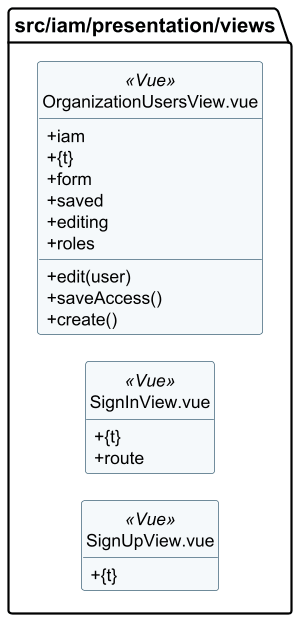 src/iam/presentation/views
«Vue»
OrganizationUsersView.vue
+iam
+{t}
+form
+saved
+editing
+roles
+edit(user)
+saveAccess()
+create()
«Vue»
SignInView.vue
+{t}
+route
«Vue»
SignUpView.vue
+{t}